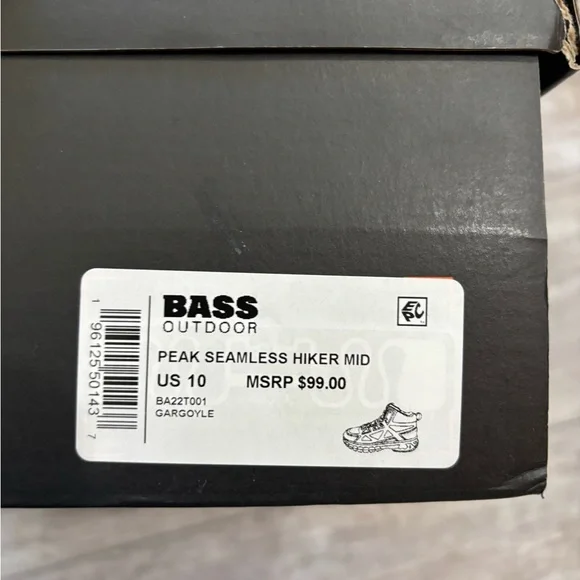 BASS
OUTDOOR
PEAK SEAMLESS HIKER MID
US 10 MSRP $99.00
BA22T001
GARGOYLE
1 96125 50143 7